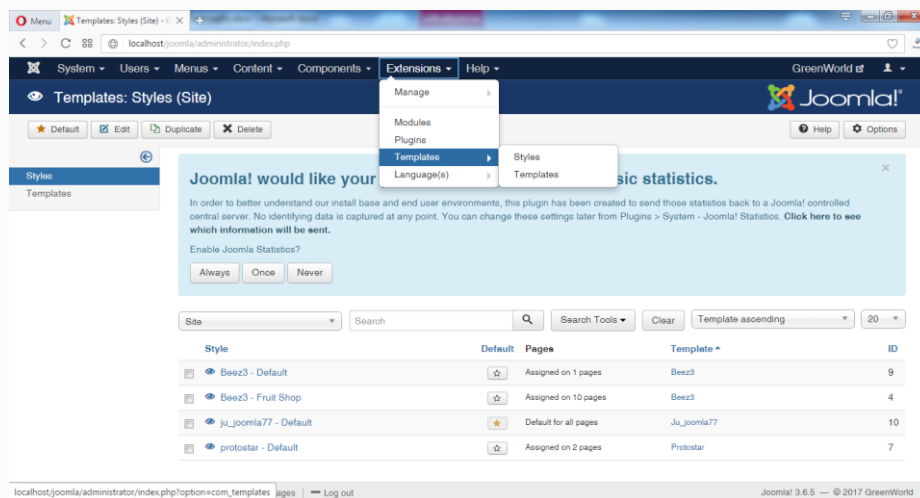 Menu
Templates: Styles (Site) - G
localhost/joomla/administrator/index.php
System Users Menus Content Components Extensions Help GreenWorld
Templates: Styles (Site)
Joomla!
Default Edit Duplicate Delete Help Options
Manage
Modules
Plugins
Templates
Language(s)
Styles
Templates
Styles
Templates
Joomla! would like your sic statistics.
In order to better understand our install base and end user environments, this plugin has been created to send those statistics back to a Joomla! controlled
central server. No identifying data is captured at any point. You can change these settings later from Plugins > System - Joomla! Statistics. Click here to see
which information will be sent.
Enable Joomla Statistics?
Always Once Never
Site Search Search Tools Clear Template ascending 20
Style Default Pages Template ID
Beez3 - Default Assigned on 1 pages Beez3 9
Beez3 - Fruit Shop Assigned on 10 pages Beez3 4
ju_joomla77 - Default Default for all pages Ju_joomla77 10
protostar - Default Assigned on 2 pages Protostar 7
localhost/joomla/administrator/index.php?option=com_templates ages Log out Joomla! 3.6.5 — © 2017 GreenWorld